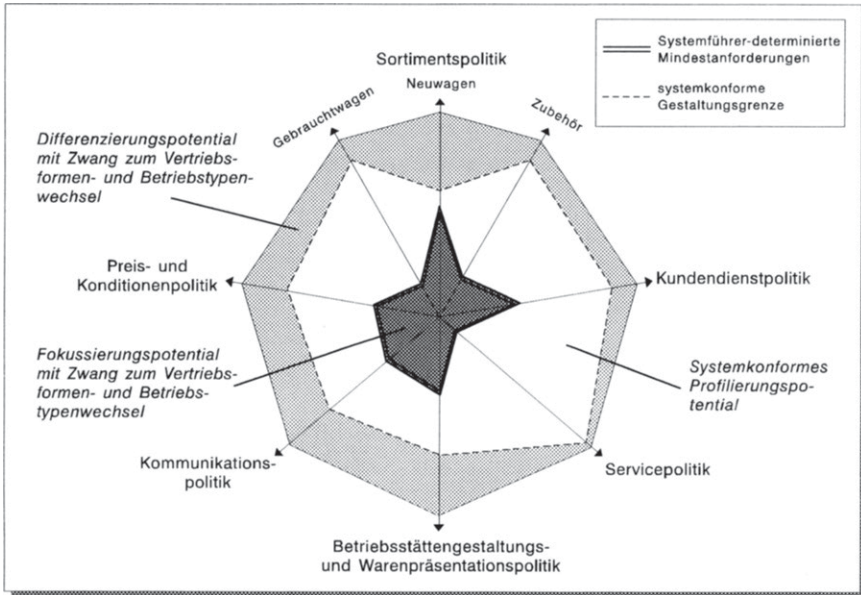 Systemführer-determinierte
Mindestanforderungen
systemkonforme
Gestaltungsgrenze
Sortimentspolitik
Neuwagen
Gebrauchtwagen
Zubehör
Differenzierungspotential
mit Zwang zum Vertriebs-
formen- und Betriebstypen-
wechsel
Preis- und
Konditionenpolitik
Kundendienstpolitik
Fokussierungspotential
mit Zwang zum Vertriebs-
formen- und Betriebs-
typenwechsel
Systemkonformes
Profilierungspo-
tential
Kommunikations-
politik
Servicepolitik
Betriebsstättengestaltungs-
und Warenpräsentationspolitik